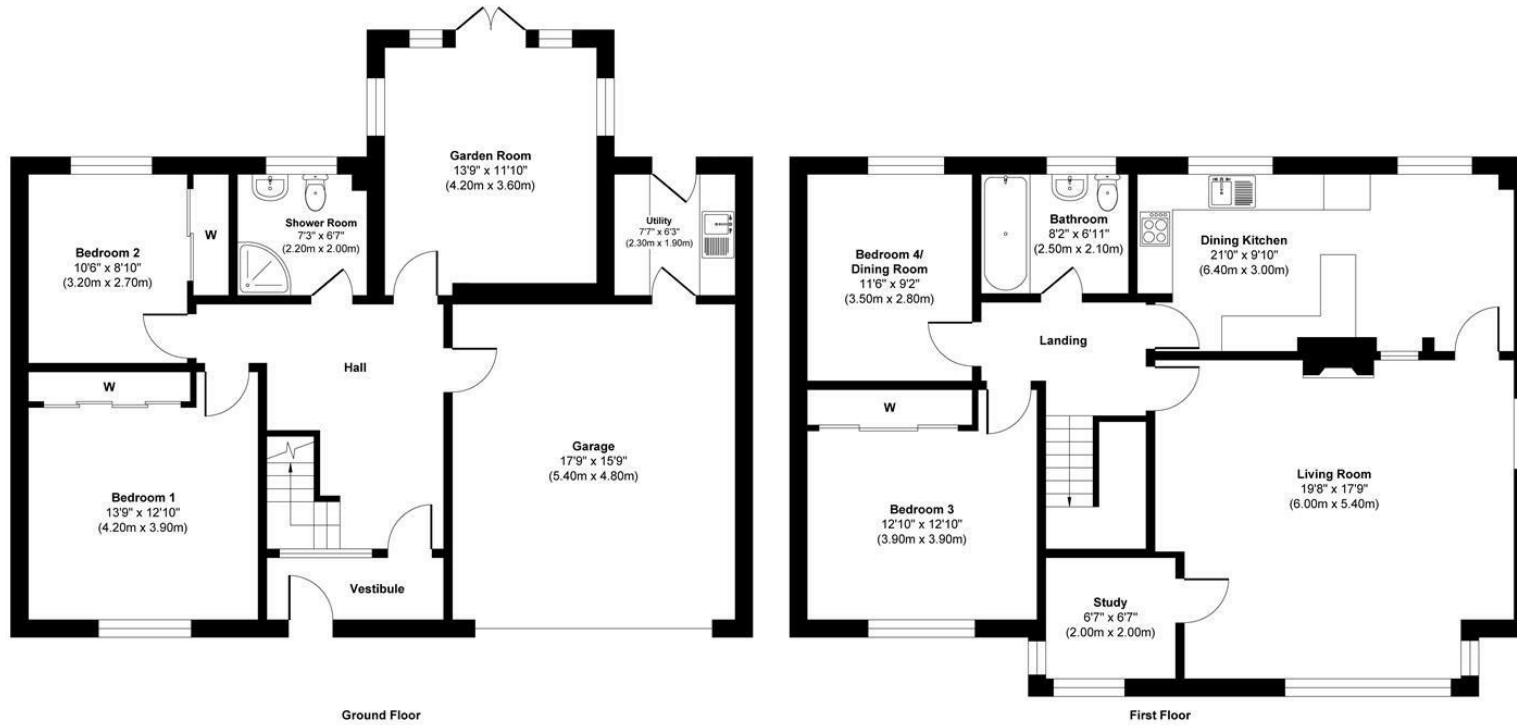 Garden Room
13'9" x 11'10"
(4.20m x 3.60m)
Bedroom 2
10'6" x 8'10"
(3.20m x 2.70m)
W
Shower Room
7'3" x 6'7"
(2.20m x 2.00m)
Utility
7'7" x 6'3"
(2.30m x 1.90m)
Hall
W
Bedroom 1
13'9" x 12'10"
(4.20m x 3.90m)
Garage
17'9" x 15'9"
(5.40m x 4.80m)
Vestibule
Ground Floor
Bedroom 4/
Dining Room
11'6" x 9'2"
(3.50m x 2.80m)
Bathroom
8'2" x 6'11"
(2.50m x 2.10m)
Dining Kitchen
21'0" x 9'10"
(6.40m x 3.00m)
Landing
W
Bedroom 3
12'10" x 12'10"
(3.90m x 3.90m)
Living Room
19'8" x 17'9"
(6.00m x 5.40m)
Study
6'7" x 6'7"
(2.00m x 2.00m)
First Floor